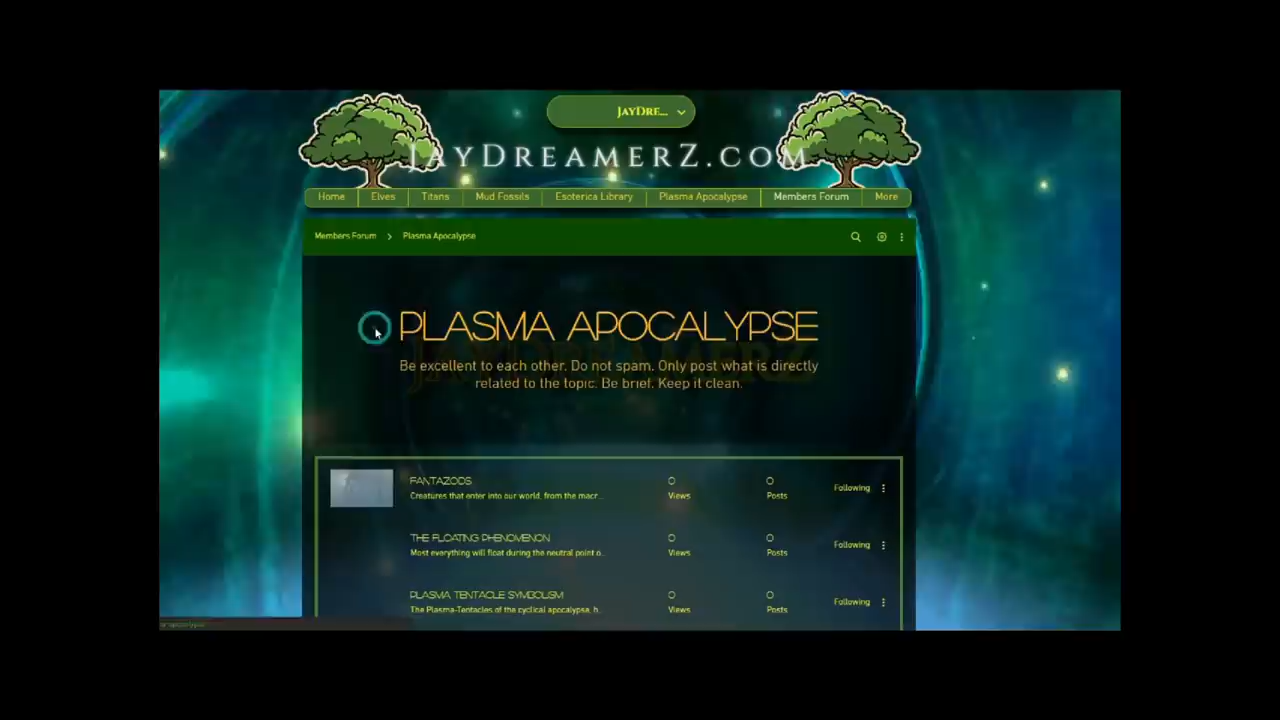 JayDre...
JayDreamerZ.com
Home Elves Titans Mud Fossils Esoterica Library Plasma Apocalypse Members Forum More
Members Forum > Plasma Apocalypse
PLASMA APOCALYPSE
Be excellent to each other. Do not spam. Only post what is directly
related to the topic. Be brief. Keep it clean.
FANTAZODS 0 0
Creatures that enter into our world, from the macr... Views Posts Following
THE FLOATING PHENOMENON 0 0
Most everything will float during the neutral point o... Views Posts Following
PLASMA TENTACLE SYMBOLISM 0 0
The Plasma-Tentacles of the cyclical apocalypse, h... Views Posts Following